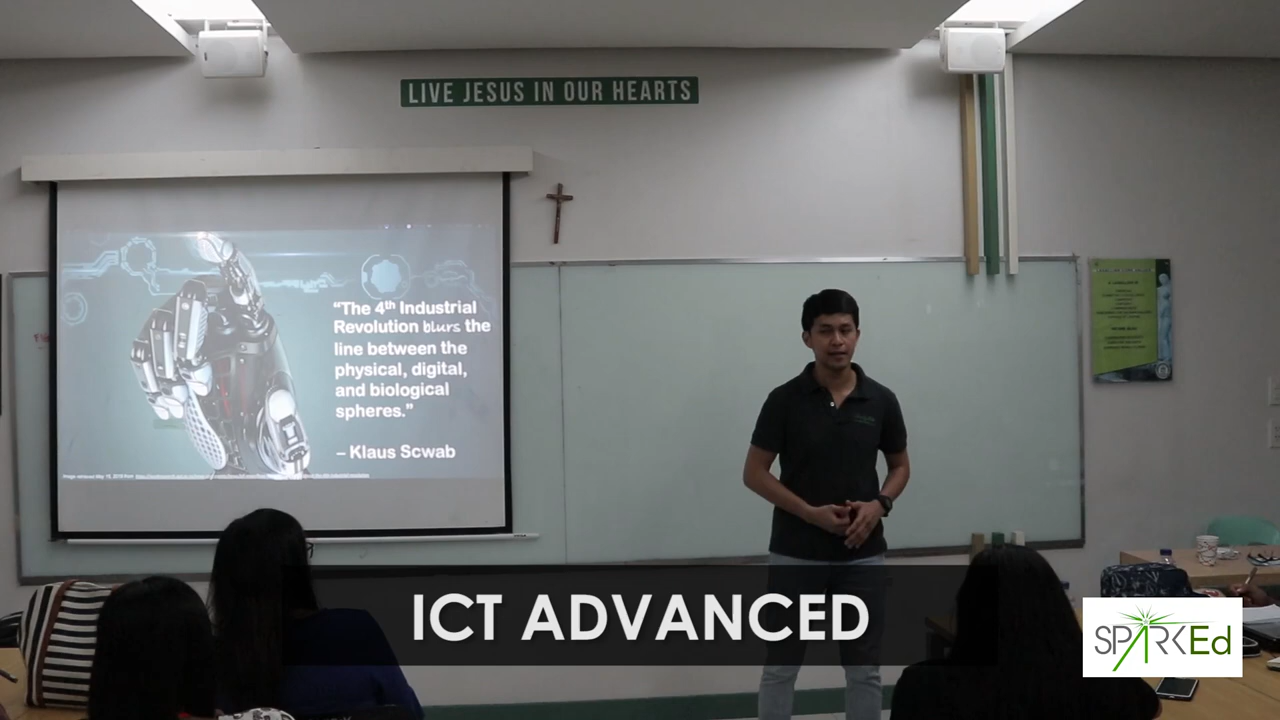 LIVE JESUS IN OUR HEARTS
“The 4th Industrial
Revolution blurs the
line between the
physical, digital,
and biological
spheres.”
– Klaus Scwab
ICT ADVANCED
SPARKEd